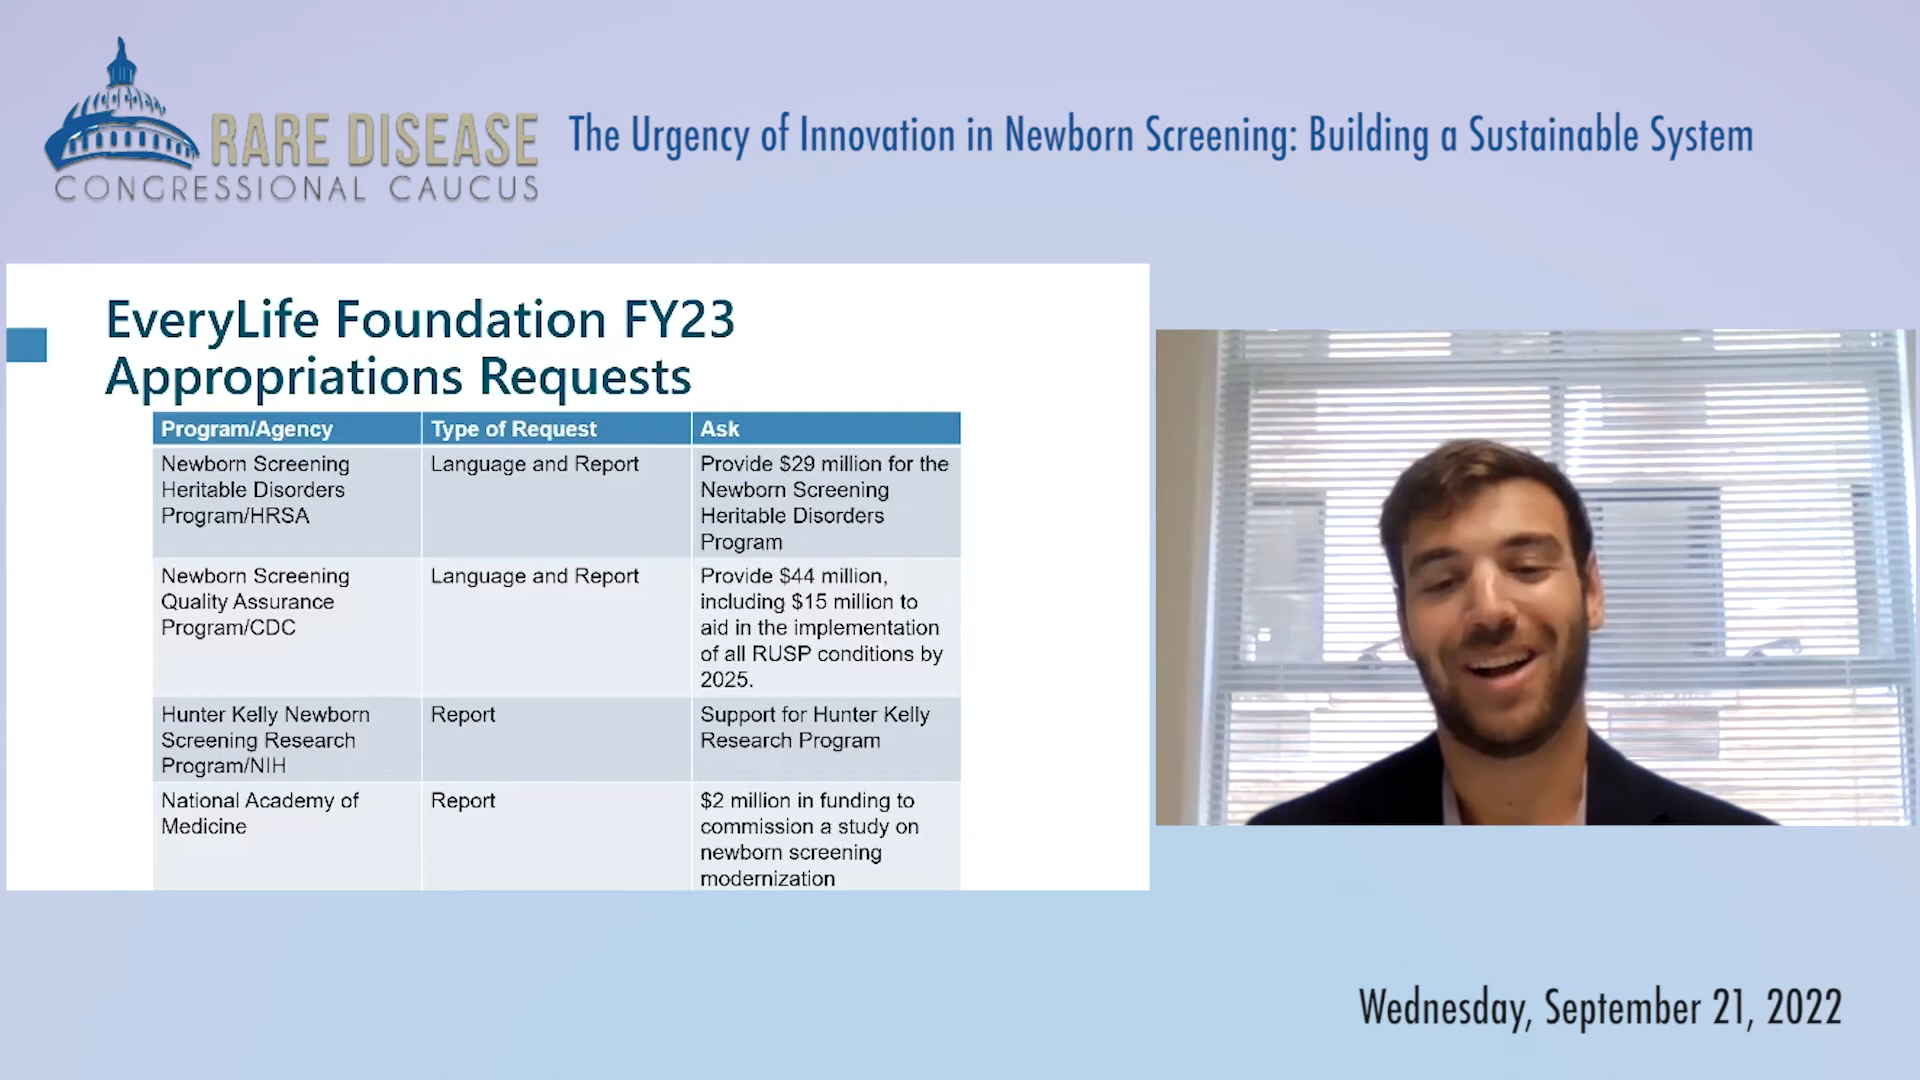 RARE DISEASE
CONGRESSIONAL CAUCUS
The Urgency of Innovation in Newborn Screening: Building a Sustainable System
EveryLife Foundation FY23
Appropriations Requests
Program/Agency
Type of Request
Ask
Newborn Screening
Heritable Disorders
Program/HRSA
Language and Report
Provide $29 million for the
Newborn Screening
Heritable Disorders
Program
Newborn Screening
Quality Assurance
Program/CDC
Language and Report
Provide $44 million,
including $15 million to
aid in the implementation
of all RUSP conditions by
2025.
Hunter Kelly Newborn
Screening Research
Program/NIH
Report
Support for Hunter Kelly
Research Program
National Academy of
Medicine
Report
$2 million in funding to
commission a study on
newborn screening
modernization
Wednesday, September 21, 2022